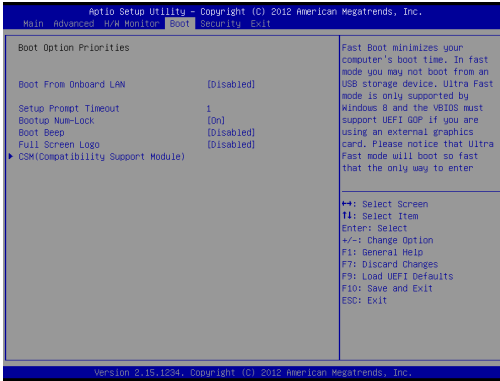 Aptio Setup Utility – Copyright (C) 2012 American Megatrends, Inc.
Main Advanced H/W Monitor Boot Security Exit
Boot Option Priorities
Boot From Onboard LAN [Disabled]
Setup Prompt Timeout 1
Bootup Num-Lock [On]
Boot Beep [Disabled]
Full Screen Logo [Disabled]
CSM(Compatibility Support Module)
Fast Boot minimizes your
computer's boot time. In fast
mode you may not boot from an
USB storage device. Ultra Fast
mode is only supported by
Windows 8 and the VBIOS must
support UEFI GOP if you are
using an external graphics
card. Please notice that Ultra
Fast mode will boot so fast
that the only way to enter
↔: Select Screen
↑↓: Select Item
Enter: Select
+/-: Change Option
F1: General Help
F7: Discard Changes
F9: Load UEFI Defaults
F10: Save and Exit
ESC: Exit
Version 2.15.1234. Copyright (C) 2012 American Megatrends, Inc.